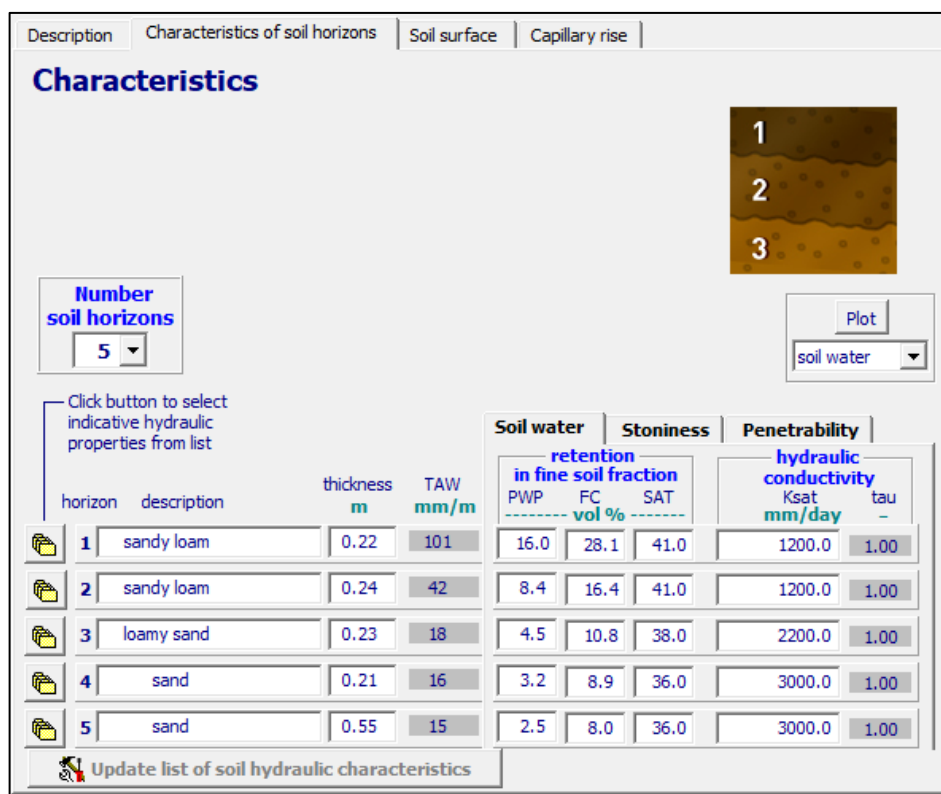 Description Characteristics of soil horizons Soil surface Capillary rise
Characteristics
1
2
3
Number
soil horizons
5
Plot
soil water
Click button to select
indicative hydraulic
properties from list
Soil water Stoniness Penetrability
retention
in fine soil fraction
hydraulic
conductivity
horizon description thickness TAW PWP FC SAT Ksat tau
m mm/m -------- vol % ------- mm/day –
1 sandy loam 0.22 101 16.0 28.1 41.0 1200.0 1.00
2 sandy loam 0.24 42 8.4 16.4 41.0 1200.0 1.00
3 loamy sand 0.23 18 4.5 10.8 38.0 2200.0 1.00
4 sand 0.21 16 3.2 8.9 36.0 3000.0 1.00
5 sand 0.55 15 2.5 8.0 36.0 3000.0 1.00
Update list of soil hydraulic characteristics